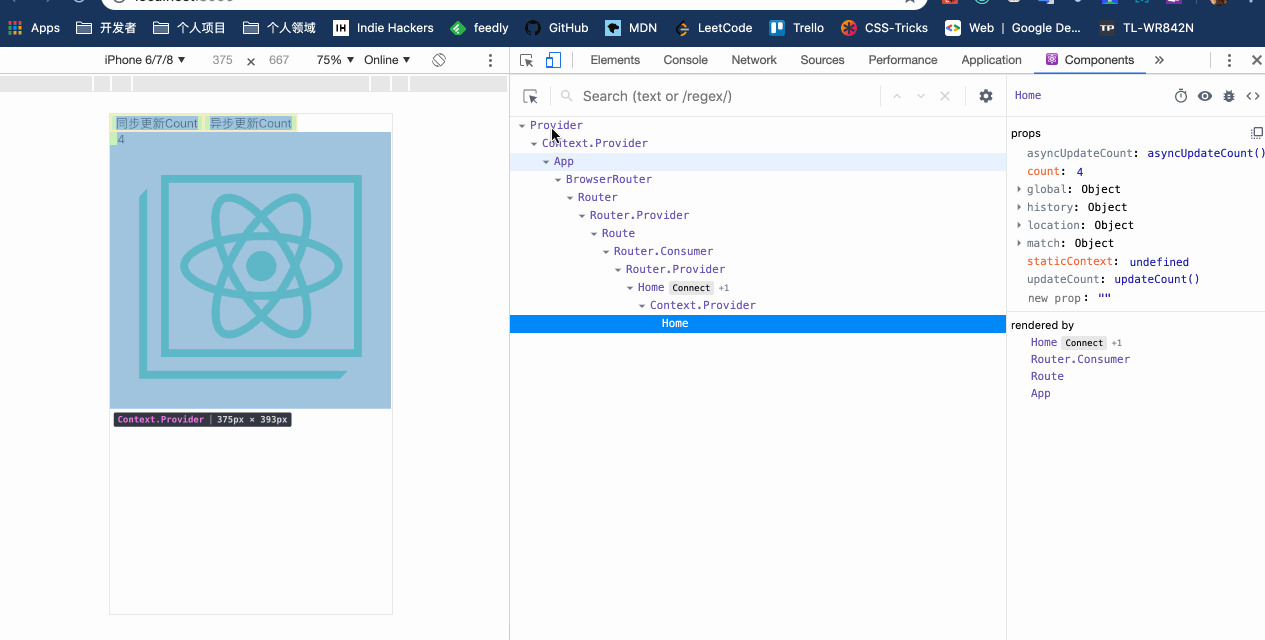 Apps 开发者 个人项目 个人领域 IH Indie Hackers feedly GitHub MDN LeetCode Trello CSS-Tricks Web | Google De... TP TL-WR842N
iPhone 6/7/8 ▼ 375 × 667 75% ▼ Online ▼
Elements Console Network Sources Performance Application Components »
Search (text or /regex/)
同步更新Count 异步更新Count
4
Context.Provider | 375px × 393px
Provider
Context.Provider
App
BrowserRouter
Router
Router.Provider
Route
Router.Consumer
Router.Provider
Home Connect +1
Context.Provider
Home
Home
props
asyncUpdateCount: asyncUpdateCount()
count: 4
global: Object
history: Object
location: Object
match: Object
staticContext: undefined
updateCount: updateCount()
new prop: ""
rendered by
Home Connect +1
Router.Consumer
Route
App